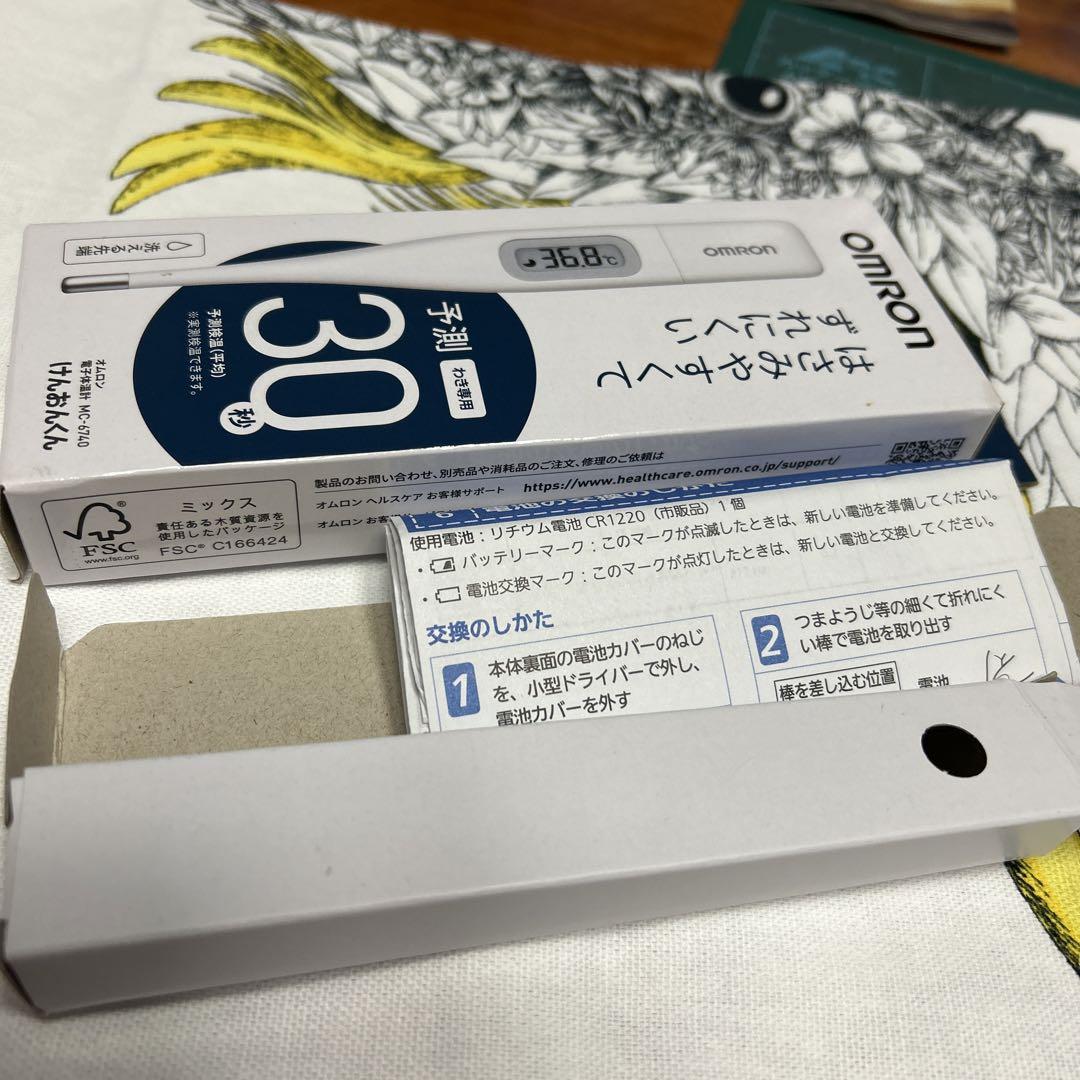 OMRON
はさみやすくて
ずれにくい
OMRON
36.8℃
洗える先端
予測
わき専用
30秒
予測検温(平均)
※実測検温できます。
オムロン
電子体温計 MC-6740
けんおんくん
ミックス
責任ある木質資源を
使用したパッケージ
FSC® C166424
FSC
www.fsc.org
製品のお問い合わせ、別売品や消耗品のご注文、修理のご依頼は
オムロン ヘルスケア お客様サポート https://www.healthcare.omron.co.jp/support/
オムロン お客
使用電池:リチウム電池 CR1220(市販品)1個
・バッテリーマーク:このマークが点滅したときは、新しい電池を準備してください。
・電池交換マーク:このマークが点灯したときは、新しい電池と交換してください。
交換のしかた
1 本体裏面の電池カバーのねじ
を、小型ドライバーで外し、
電池カバーを外す
2 つまようじ等の細くて折れにく
い棒で電池を取り出す
棒を差し込む位置
電池